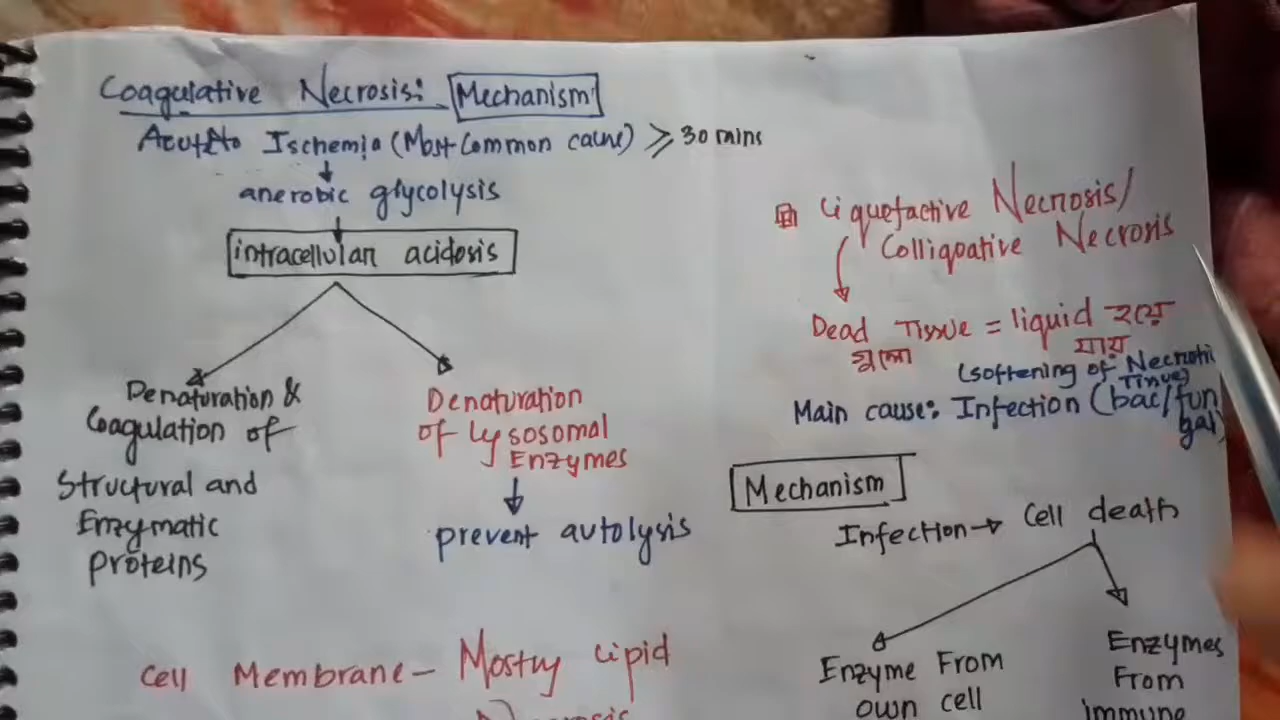 Coagulative Necrosis: Mechanism
Ischemia (Most Common cause) ≥ 30 mins
anerobic glycolysis
intracellular acidosis
Denaturation &
Coagulation of
Structural and
Enzymatic
proteins
Denaturation
of Lysosomal
Enzymes
prevent autolysis
Cell Membrane - Mostly Lipid
Liquefactive Necrosis/
Colliquative Necrosis
Dead Tissue = liquid হয়ে
গুলো যায়
(softening of Necrotic
Tissue)
Main cause: Infection (bac/fun
gal)
Mechanism
Infection → Cell death
Enzyme From
own cell
Enzymes
From
immune